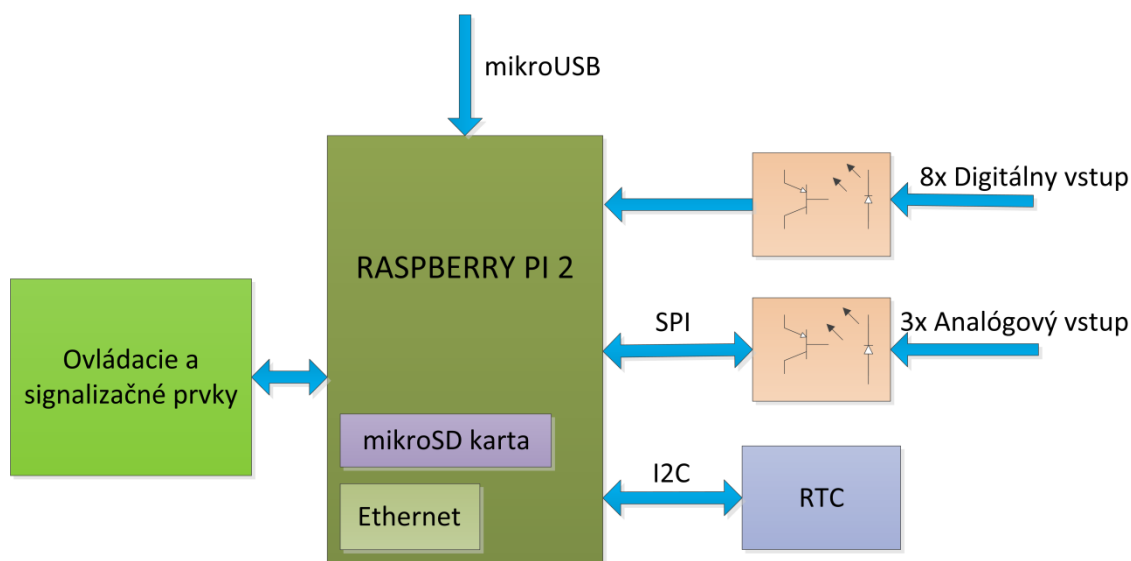 mikroUSB
8x Digitálny vstup
RASPBERRY PI 2
SPI
3x Analógový vstup
Ovládacie a
signalizačné prvky
mikroSD karta
I2C
RTC
Ethernet